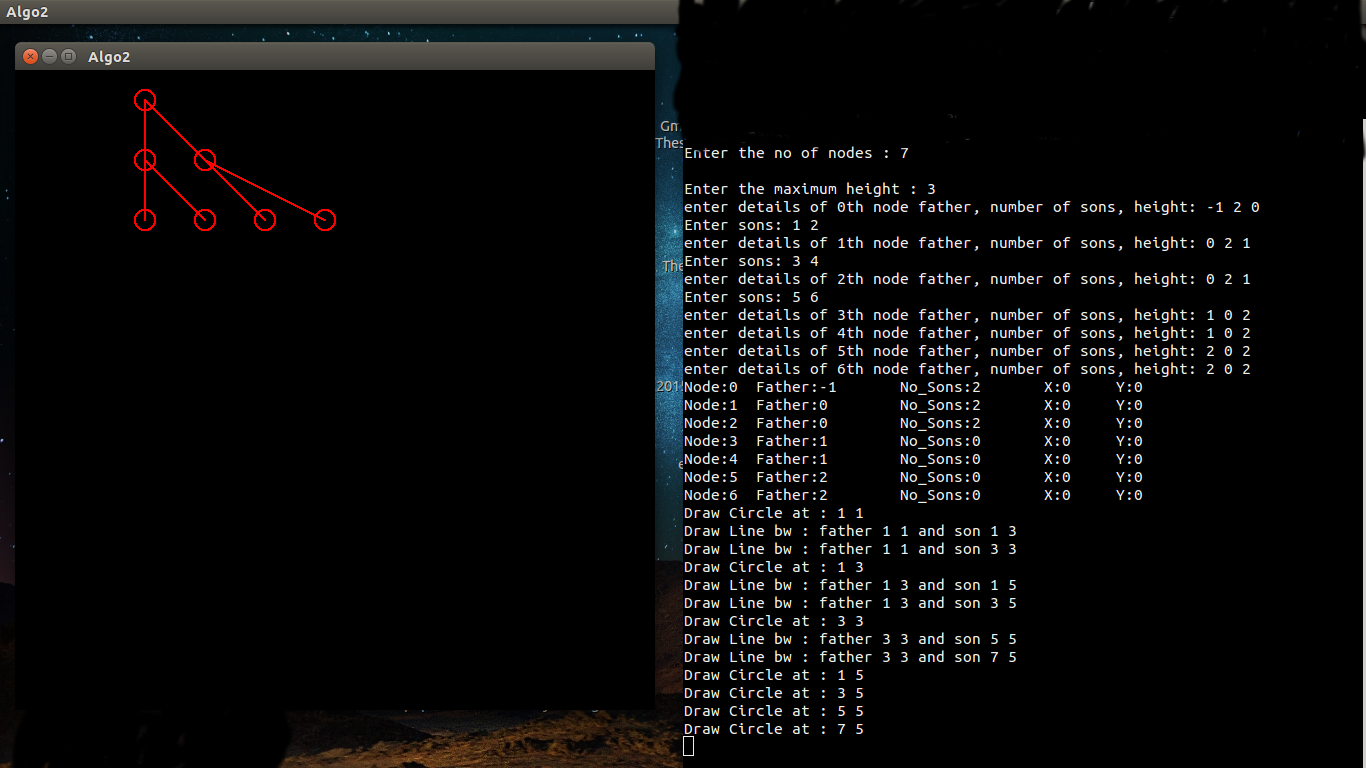 Algo2
Algo2
Gm
Thes
The
201
e
Enter the no of nodes : 7
Enter the maximum height : 3
enter details of 0th node father, number of sons, height: -1 2 0
Enter sons: 1 2
enter details of 1th node father, number of sons, height: 0 2 1
Enter sons: 3 4
enter details of 2th node father, number of sons, height: 0 2 1
Enter sons: 5 6
enter details of 3th node father, number of sons, height: 1 0 2
enter details of 4th node father, number of sons, height: 1 0 2
enter details of 5th node father, number of sons, height: 2 0 2
enter details of 6th node father, number of sons, height: 2 0 2
Node:0 Father:-1 No_Sons:2 X:0 Y:0
Node:1 Father:0 No_Sons:2 X:0 Y:0
Node:2 Father:0 No_Sons:2 X:0 Y:0
Node:3 Father:1 No_Sons:0 X:0 Y:0
Node:4 Father:1 No_Sons:0 X:0 Y:0
Node:5 Father:2 No_Sons:0 X:0 Y:0
Node:6 Father:2 No_Sons:0 X:0 Y:0
Draw Circle at : 1 1
Draw Line bw : father 1 1 and son 1 3
Draw Line bw : father 1 1 and son 3 3
Draw Circle at : 1 3
Draw Line bw : father 1 3 and son 1 5
Draw Line bw : father 1 3 and son 3 5
Draw Circle at : 3 3
Draw Line bw : father 3 3 and son 5 5
Draw Line bw : father 3 3 and son 7 5
Draw Circle at : 1 5
Draw Circle at : 3 5
Draw Circle at : 5 5
Draw Circle at : 7 5